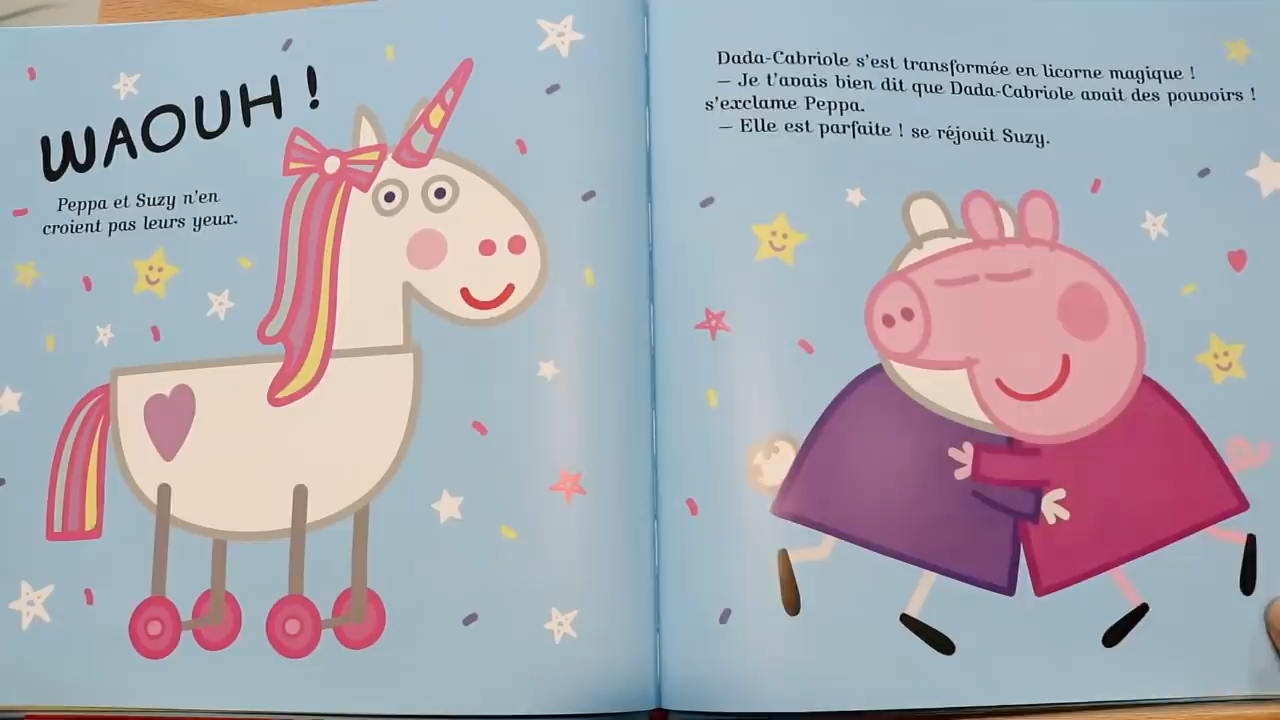 WAOUH !
Peppa et Suzy n'en
croient pas leurs yeux.
Dada-Cabriole s'est transformée en licorne magique !
— Je t'avais bien dit que Dada-Cabriole avait des pouvoirs !
s'exclame Peppa.
— Elle est parfaite ! se réjouit Suzy.